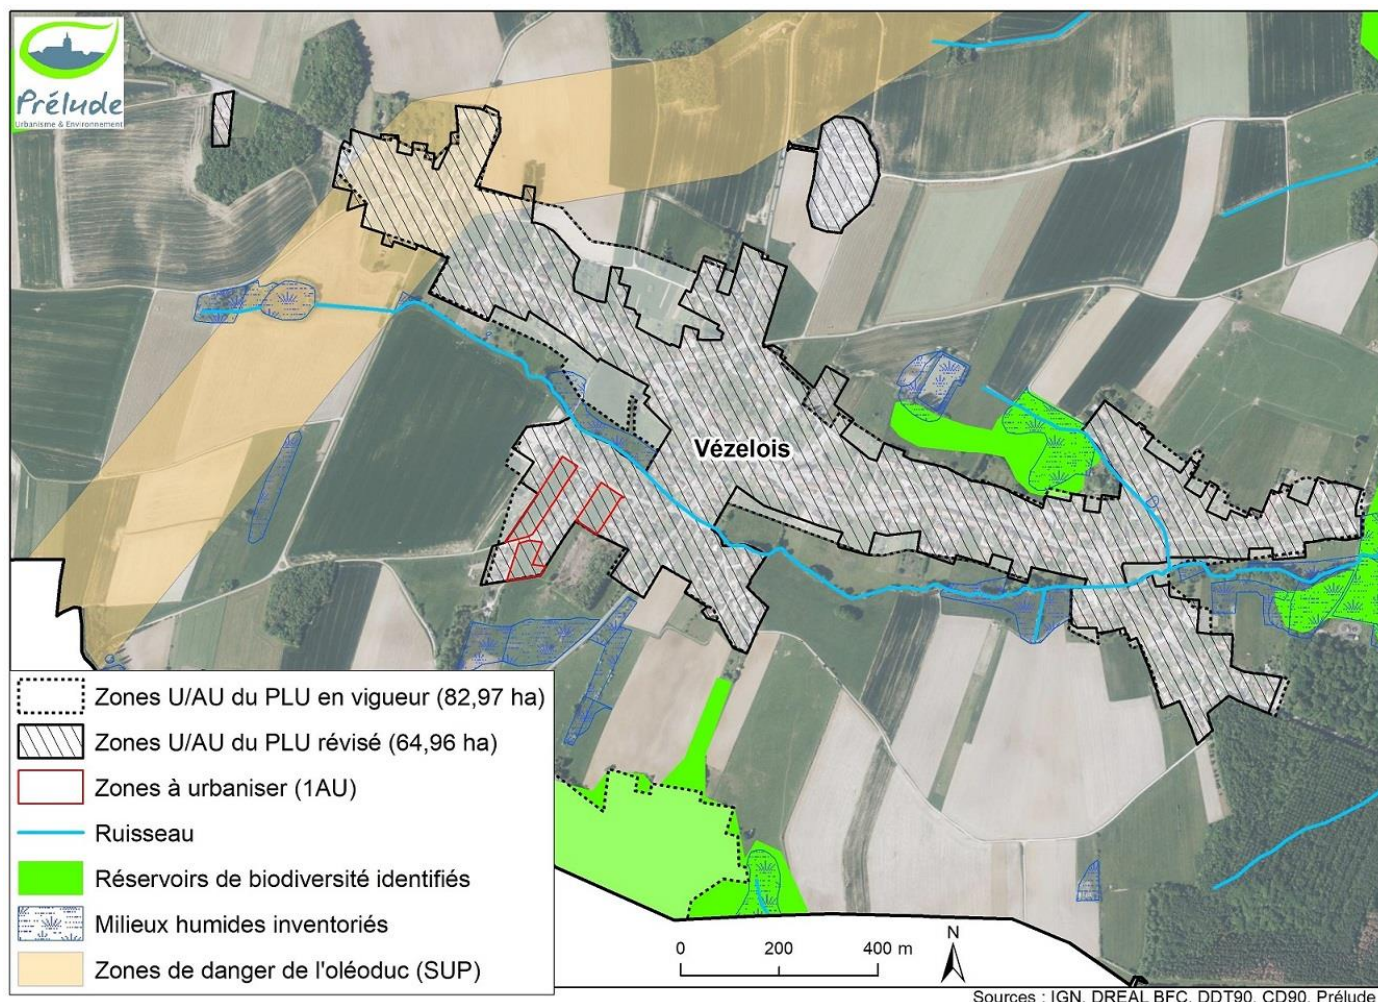 Prélude
Urbanisme & Environnement
Vézelois
Zones U/AU du PLU en vigueur (82,97 ha)
Zones U/AU du PLU révisé (64,96 ha)
Zones à urbaniser (1AU)
Ruisseau
Réservoirs de biodiversité identifiés
Milieux humides inventoriés
Zones de danger de l'oléoduc (SUP)
0 200 400 m
N
Sources : IGN, DREAL BFC, DDT90, CD90, Prélude